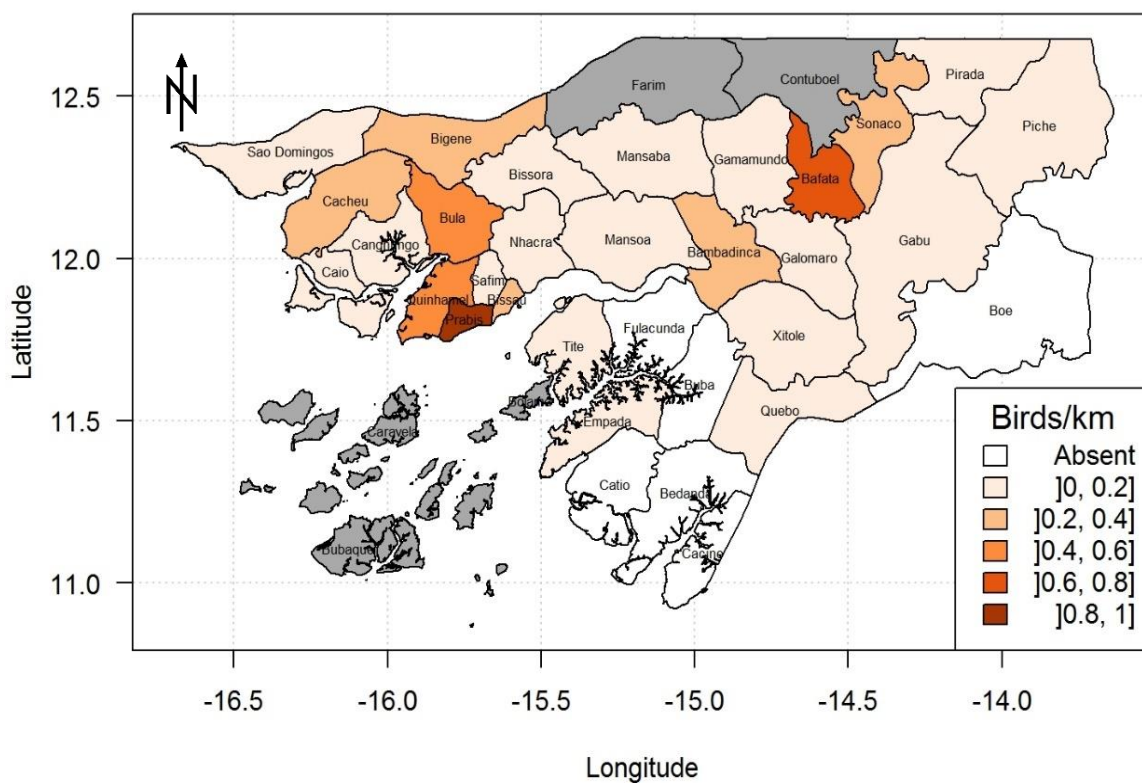 N
Farim
Contuboel
Pirada
12.5
Sonaco
Piche
Bigene
Sao Domingos
Mansaba
Gamamundo
Bissora
Bafata
Cacheu
Bula
Nhacra
Mansoa
Gabu
Bambadinca
12.0
Caio
Safim
Galomaro
Quinhamel
Bissau
Boe
Prabis
Fulacunda
Xitole
Tite
Buba
Quebo
11.5
Empada
Caravela
Catio
Bedanda
Bubaque
Cacine
11.0
Latitude
Birds/km
Absent
]0, 0.2]
]0.2, 0.4]
]0.4, 0.6]
]0.6, 0.8]
]0.8, 1]
-16.5 -16.0 -15.5 -15.0 -14.5 -14.0
Longitude